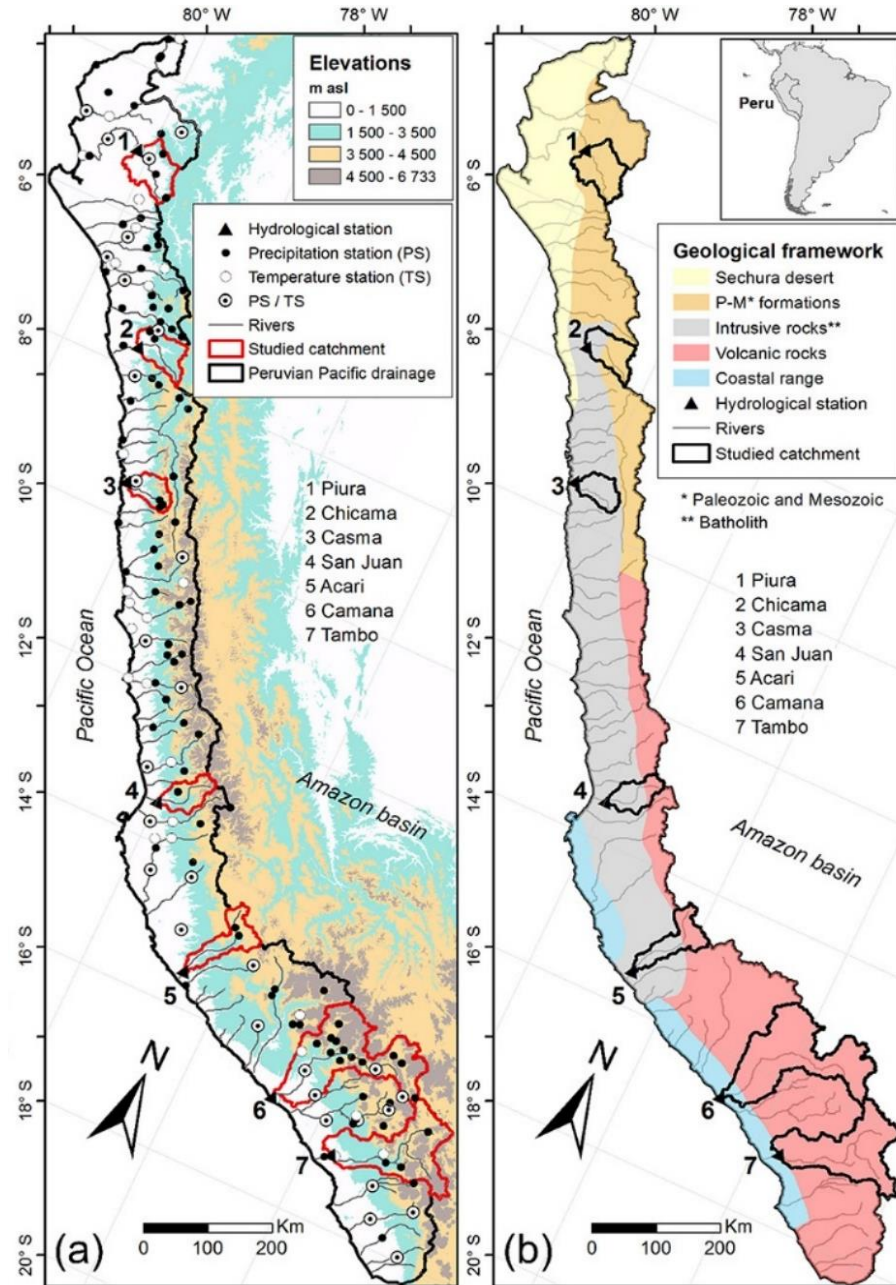 80°W
78°W
Elevations
m asl
0 - 1 500
1 500 - 3 500
3 500 - 4 500
4 500 - 6 733
Hydrological station
Precipitation station (PS)
Temperature station (TS)
PS / TS
Rivers
Studied catchment
Peruvian Pacific drainage
1
2
3
4
5
6
7
6°S
8°S
10°S
12°S
14°S
16°S
18°S
20°S
1 Piura
2 Chicama
3 Casma
4 San Juan
5 Acari
6 Camana
7 Tambo
Pacific Ocean
Amazon basin
N
(a)
Km
0 100 200
80°W
78°W
Peru
Geological framework
Sechura desert
P-M* formations
Intrusive rocks**
Volcanic rocks
Coastal range
Hydrological station
Rivers
Studied catchment
* Paleozoic and Mesozoic
** Batholith
1
2
3
4
5
6
7
6°S
8°S
10°S
12°S
14°S
16°S
18°S
20°S
1 Piura
2 Chicama
3 Casma
4 San Juan
5 Acari
6 Camana
7 Tambo
Pacific Ocean
Amazon basin
N
(b)
Km
0 100 200